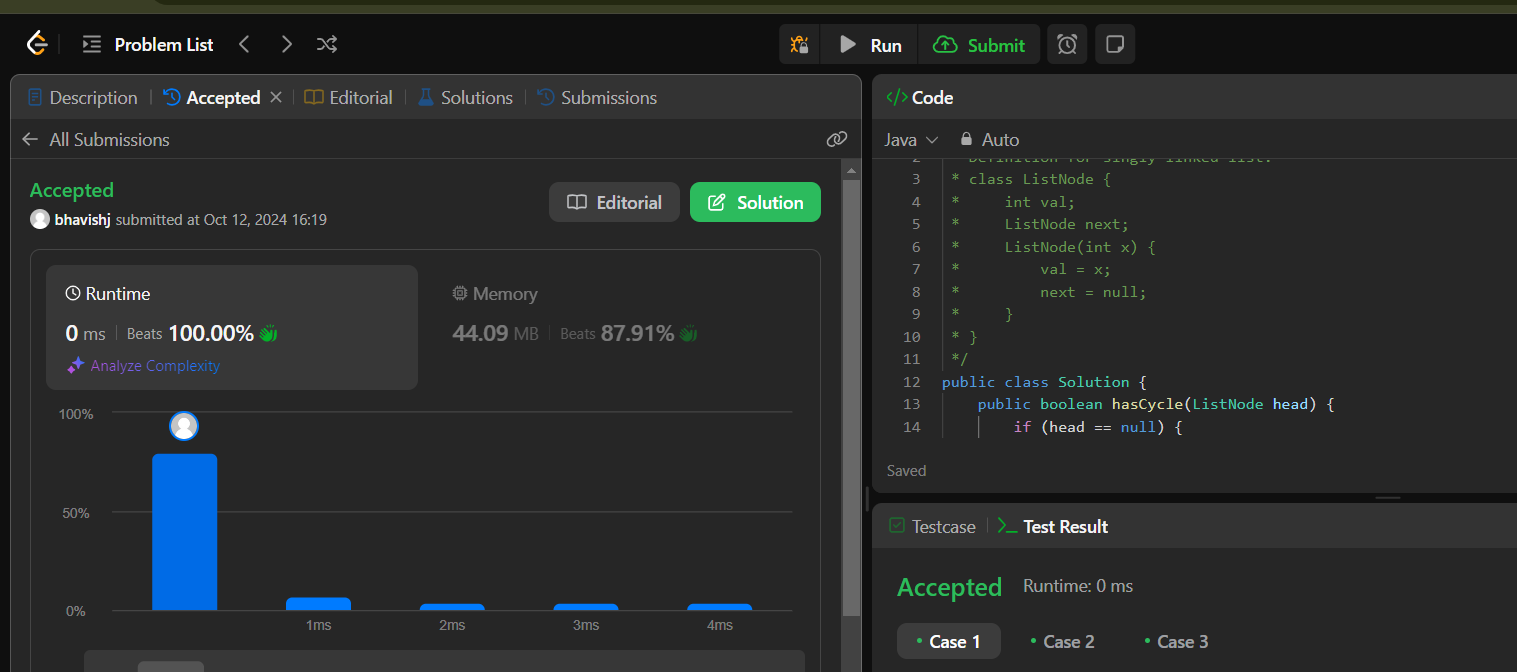 Problem List
Run
Submit
Description
Accepted
Editorial
Solutions
Submissions
All Submissions
Accepted
bhavishj submitted at Oct 12, 2024 16:19
Editorial
Solution
Runtime
0 ms
Beats 100.00%
Analyze Complexity
Memory
44.09 MB
Beats 87.91%
100%
50%
0%
1ms
2ms
3ms
4ms
</> Code
Java
Auto
2 * Definition for singly-linked list.
3 * class ListNode {
4 *     int val;
5 *     ListNode next;
6 *     ListNode(int x) {
7 *         val = x;
8 *         next = null;
9 *     }
10 * }
11 */
12 public class Solution {
13     public boolean hasCycle(ListNode head) {
14         if (head == null) {
Saved
Testcase
>_ Test Result
Accepted
Runtime: 0 ms
• Case 1
• Case 2
• Case 3